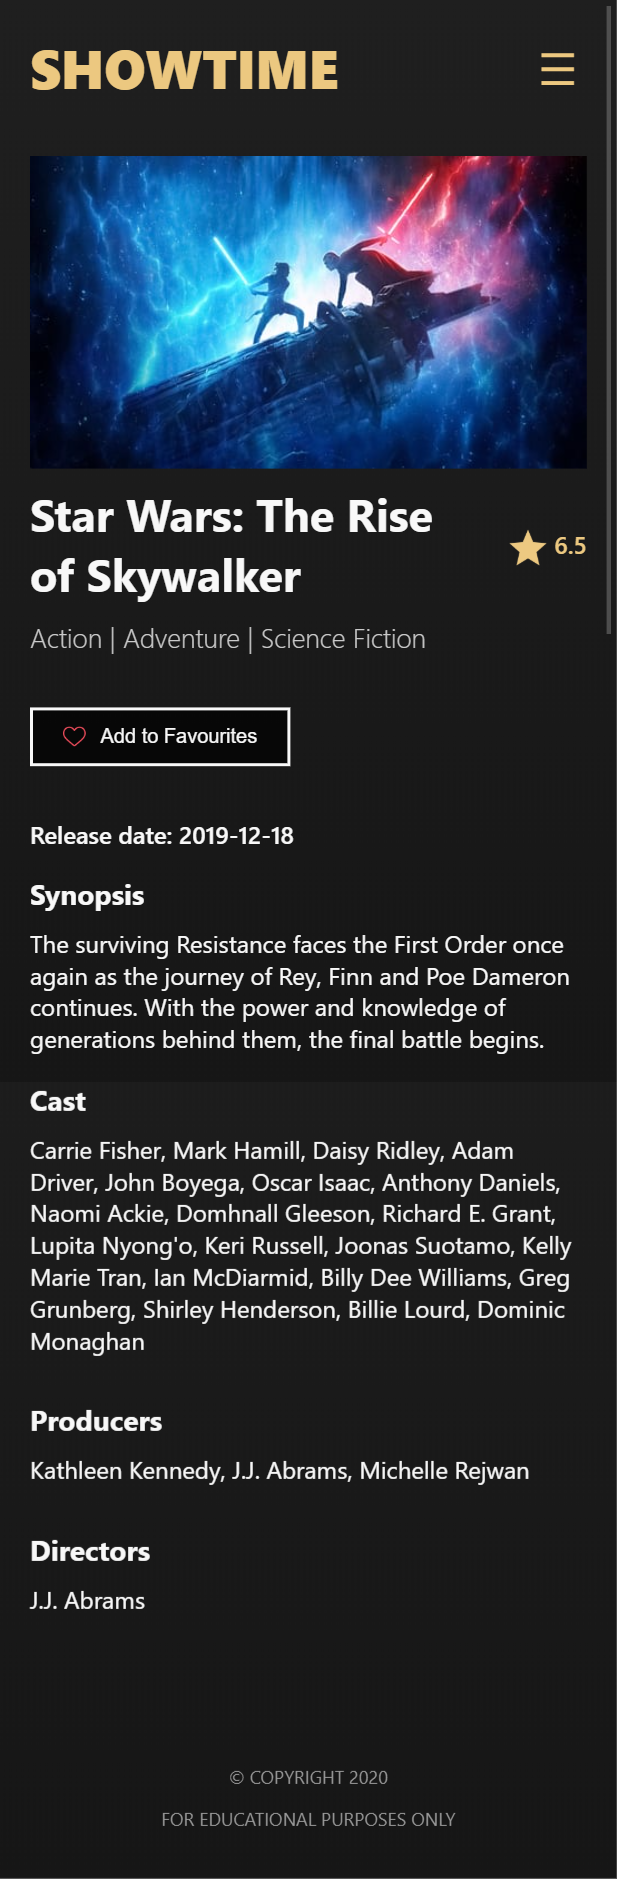 SHOWTIME
Star Wars: The Rise
of Skywalker
6.5
Action | Adventure | Science Fiction
Add to Favourites
Release date: 2019-12-18
Synopsis
The surviving Resistance faces the First Order once
again as the journey of Rey, Finn and Poe Dameron
continues. With the power and knowledge of
generations behind them, the final battle begins.
Cast
Carrie Fisher, Mark Hamill, Daisy Ridley, Adam
Driver, John Boyega, Oscar Isaac, Anthony Daniels,
Naomi Ackie, Domhnall Gleeson, Richard E. Grant,
Lupita Nyong'o, Keri Russell, Joonas Suotamo, Kelly
Marie Tran, Ian McDiarmid, Billy Dee Williams, Greg
Grunberg, Shirley Henderson, Billie Lourd, Dominic
Monaghan
Producers
Kathleen Kennedy, J.J. Abrams, Michelle Rejwan
Directors
J.J. Abrams
© COPYRIGHT 2020
FOR EDUCATIONAL PURPOSES ONLY